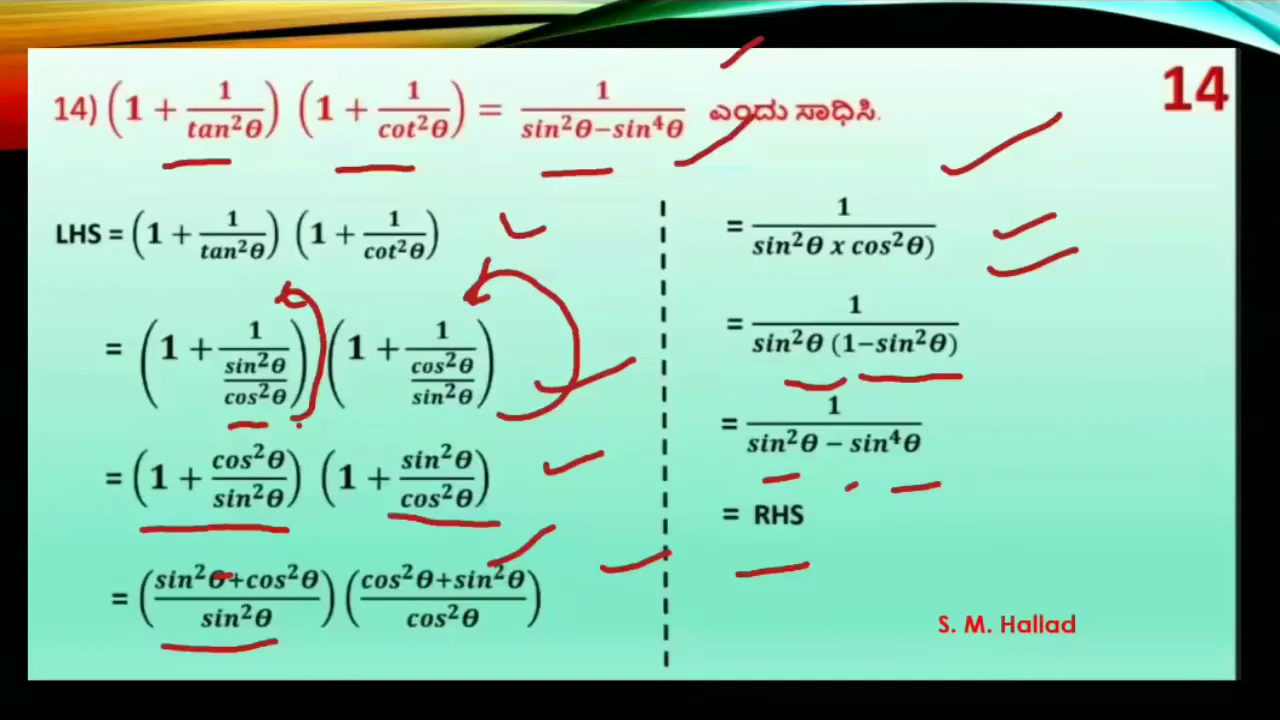 14) (1 + 1/tan²θ) (1 + 1/cot²θ) = 1/(sin²θ−sin⁴θ) ಎಂದು ಸಾಧಿಸಿ.
14
LHS = (1 + 1/tan²θ) (1 + 1/cot²θ)
= (1 + 1/(sin²θ/cos²θ)) (1 + 1/(cos²θ/sin²θ))
= (1 + cos²θ/sin²θ) (1 + sin²θ/cos²θ)
= ((sin²θ+cos²θ)/sin²θ) ((cos²θ+sin²θ)/cos²θ)
= 1/(sin²θ x cos²θ)
= 1/(sin²θ (1−sin²θ))
= 1/(sin²θ − sin⁴θ)
= RHS
S. M. Hallad